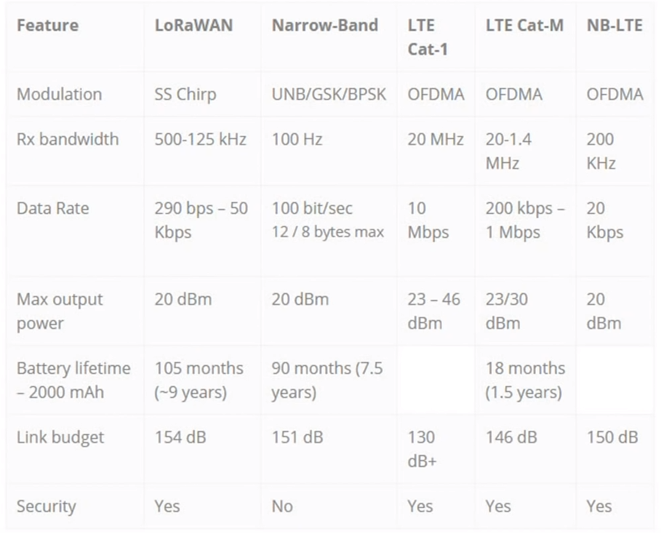 Feature LoRaWAN Narrow-Band LTE Cat-1 LTE Cat-M NB-LTE
Modulation SS Chirp UNB/GSK/BPSK OFDMA OFDMA OFDMA
Rx bandwidth 500-125 kHz 100 Hz 20 MHz 20-1.4 MHz 200 KHz
Data Rate 290 bps – 50 Kbps 100 bit/sec 12 / 8 bytes max 10 Mbps 200 kbps – 1 Mbps 20 Kbps
Max output power 20 dBm 20 dBm 23 – 46 dBm 23/30 dBm 20 dBm
Battery lifetime – 2000 mAh 105 months (~9 years) 90 months (7.5 years) 18 months (1.5 years)
Link budget 154 dB 151 dB 130 dB+ 146 dB 150 dB
Security Yes No Yes Yes Yes